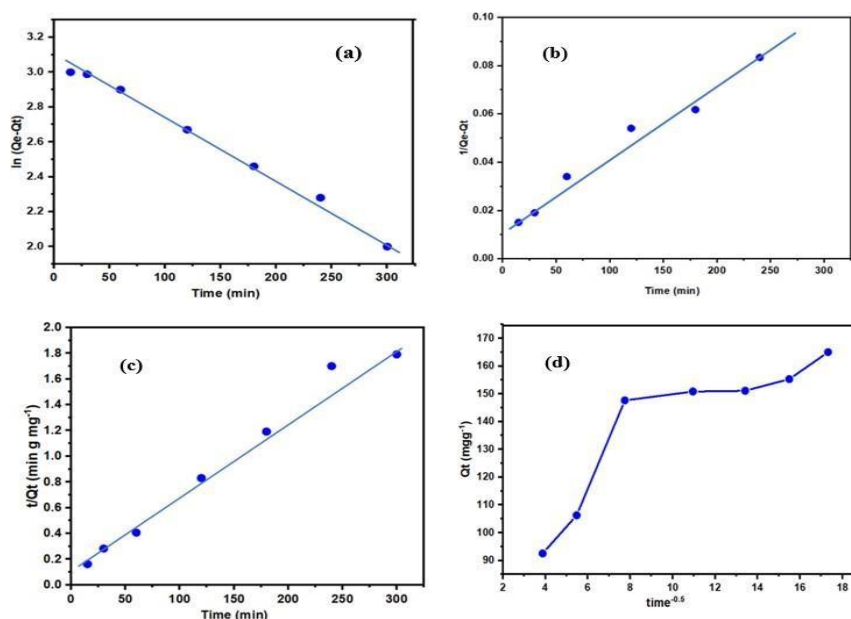 (a)
ln (Qe-Qt)
3.2
3.0
2.8
2.6
2.4
2.2
2.0
0 50 100 150 200 250 300
Time (min)
(b)
1/Qe-Qt
0.10
0.08
0.06
0.04
0.02
0.00
0 50 100 150 200 250 300
Time (min)
(c)
t/Qt (min g mg⁻¹)
2.0
1.8
1.6
1.4
1.2
1.0
0.8
0.6
0.4
0.2
0.0
0 50 100 150 200 250 300
Time (min)
(d)
Qt (mgg⁻¹)
170
160
150
140
130
120
110
100
90
2 4 6 8 10 12 14 16 18
time⁻⁰·⁵